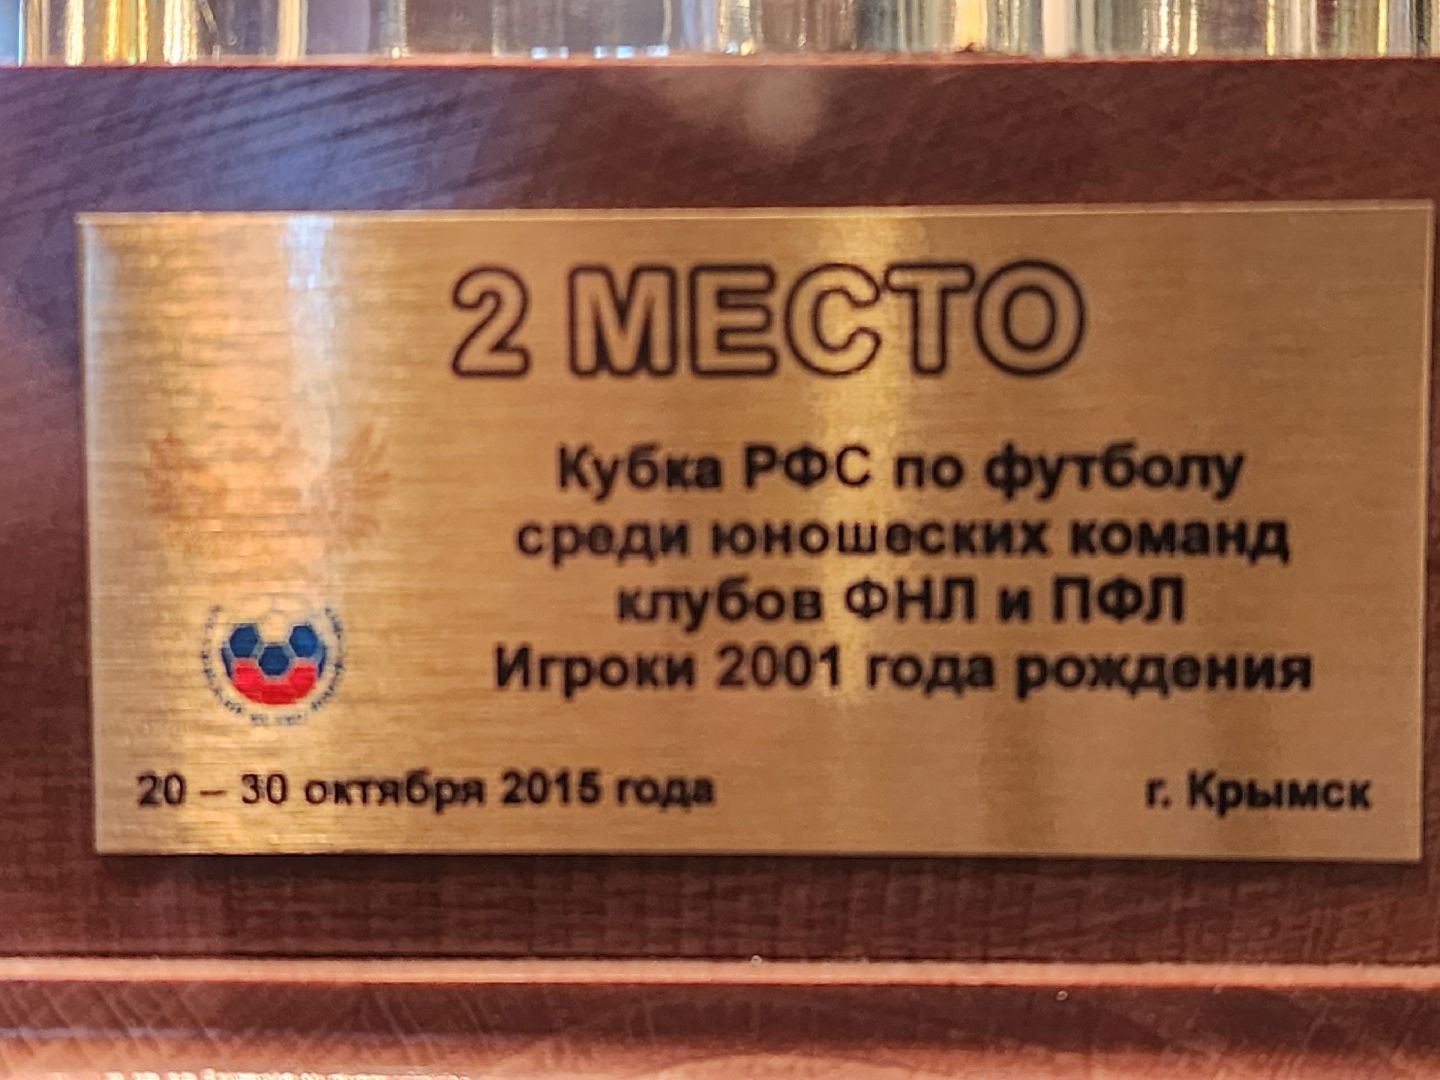 2 МЕСТО
Кубка РФС по футболу
среди юношеских команд
клубов ФНЛ и ПФЛ
Игроки 2001 года рождения
20 – 30 октября 2015 года
г. Крымск